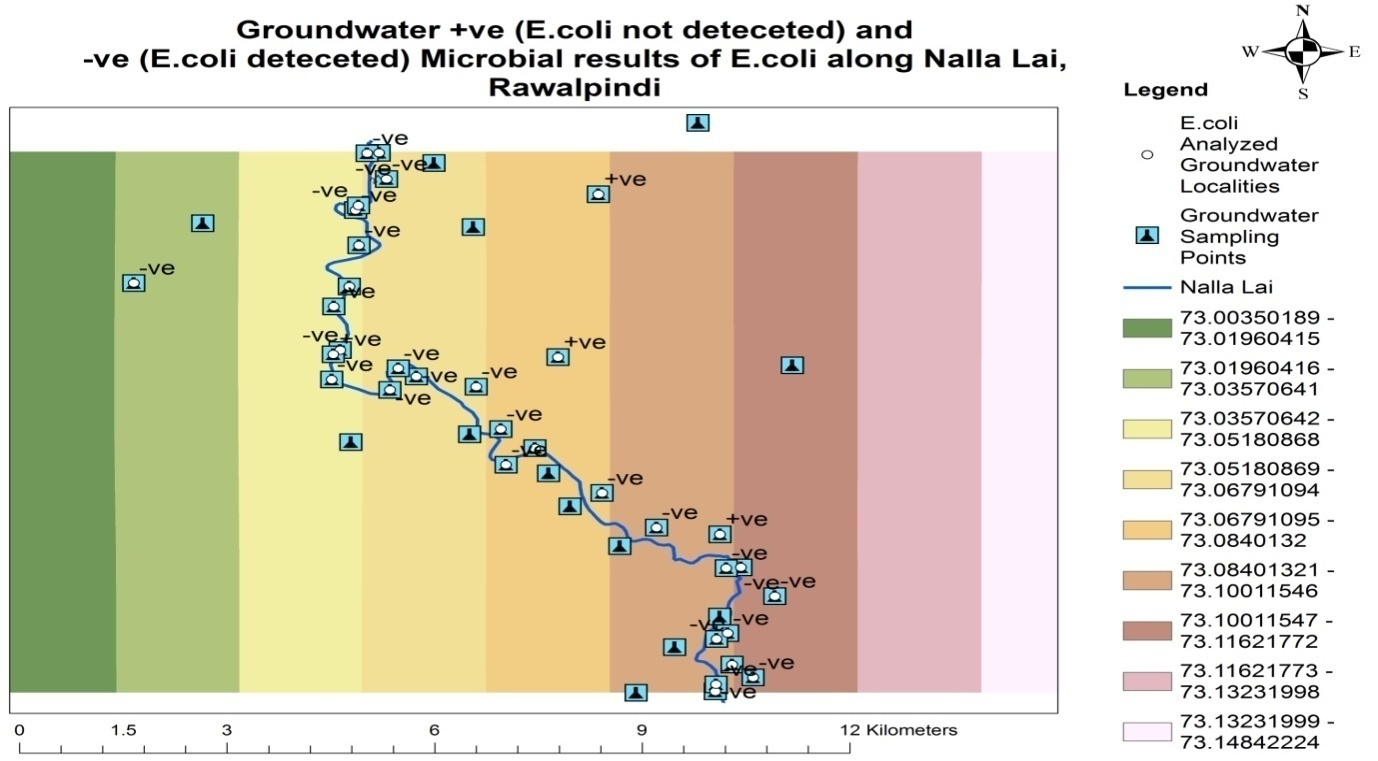 Groundwater +ve (E.coli not deteceted) and
-ve (E.coli deteceted) Microbial results of E.coli along Nalla Lai,
Rawalpindi
N
W E
S
Legend
E.coli
Analyzed
Groundwater
Localities
Groundwater
Sampling
Points
Nalla Lai
73.00350189 -
73.01960415
73.01960416 -
73.03570641
73.03570642 -
73.05180868
73.05180869 -
73.06791094
73.06791095 -
73.0840132
73.08401321 -
73.10011546
73.10011547 -
73.11621772
73.11621773 -
73.13231998
73.13231999 -
73.14842224
-ve
-ve -ve
+ve
-ve -ve
-ve
-ve
-ve
-ve +ve
+ve
-ve
-ve
-ve
-ve
-ve
-ve
-ve
-ve
-ve
+ve
-ve
-ve -ve
-ve -ve
-ve
-ve
-ve
0 1.5 3 6 9 12 Kilometers